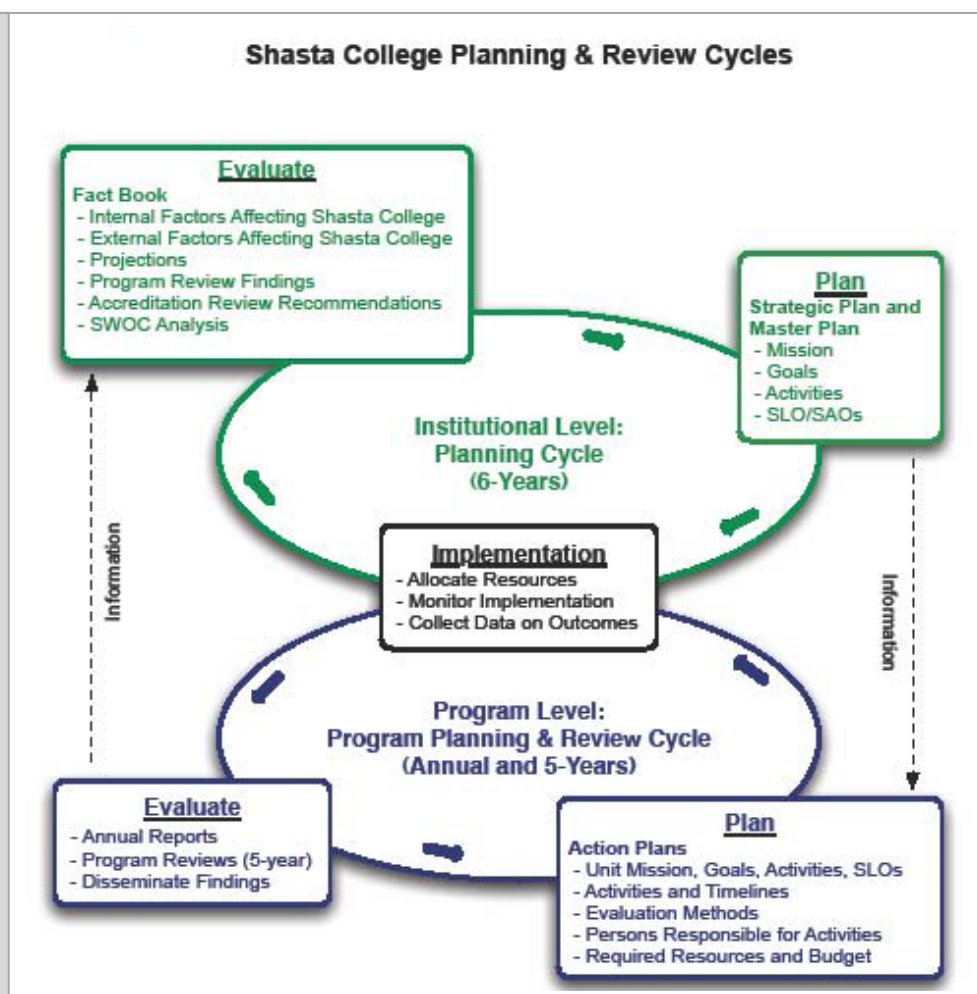 Shasta College Planning & Review Cycles
Evaluate
Fact Book
- Internal Factors Affecting Shasta College
- External Factors Affecting Shasta College
- Projections
- Program Review Findings
- Accreditation Review Recommendations
- SWOC Analysis
Plan
Strategic Plan and
Master Plan
- Mission
- Goals
- Activities
- SLO/SAOs
Institutional Level:
Planning Cycle
(6-Years)
Information
Implementation
- Allocate Resources
- Monitor Implementation
- Collect Data on Outcomes
Information
Program Level:
Program Planning & Review Cycle
(Annual and 5-Years)
Evaluate
- Annual Reports
- Program Reviews (5-year)
- Disseminate Findings
Plan
Action Plans
- Unit Mission, Goals, Activities, SLOs
- Activities and Timelines
- Evaluation Methods
- Persons Responsible for Activities
- Required Resources and Budget